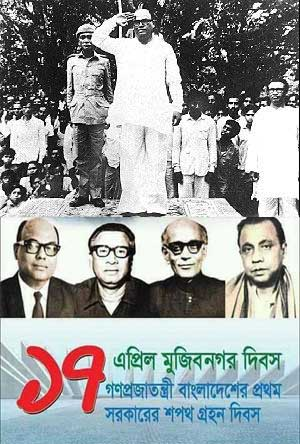 ১৭
এপ্রিল মুজিবনগর দিবস
গণপ্রজাতন্ত্রী বাংলাদেশের প্রথম
সরকারের শপথ গ্রহন দিবস